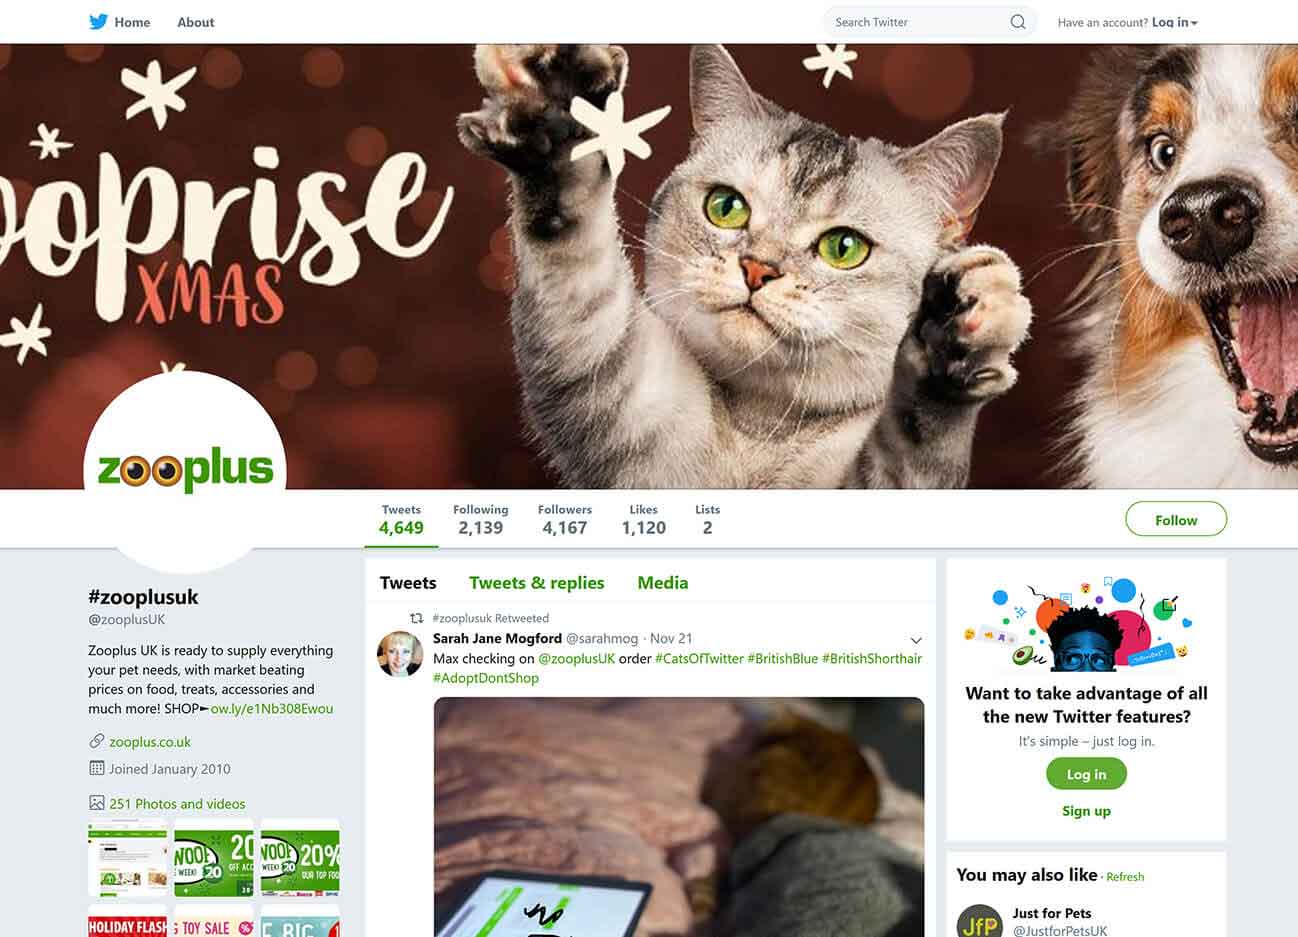 Home About
Search Twitter
Have an account? Log in
ooprise
XMAS
zooplus
Tweets Following Followers Likes Lists
4,649 2,139 4,167 1,120 2
Follow
#zooplusuk
@zooplusUK
Zooplus UK is ready to supply everything
your pet needs, with market beating
prices on food, treats, accessories and
much more! SHOP►ow.ly/e1Nb308Ewou
zooplus.co.uk
Joined January 2010
251 Photos and videos
WOOF
WEEK! 20
20
OFF ACC
WOOF
WEEK! 20
20%
OUR TOP FOO
HOLIDAY FLASH
G TOY SALE %
E BIG
Tweets Tweets & replies Media
#zooplusuk Retweeted
Sarah Jane Mogford @sarahmog · Nov 21
Max checking on @zooplusUK order #CatsOfTwitter #BritishBlue #BritishShorthair
#AdoptDontShop
Want to take advantage of all
the new Twitter features?
It's simple – just log in.
Log in
Sign up
You may also like · Refresh
JfP
Just for Pets
@JustforPetsUK